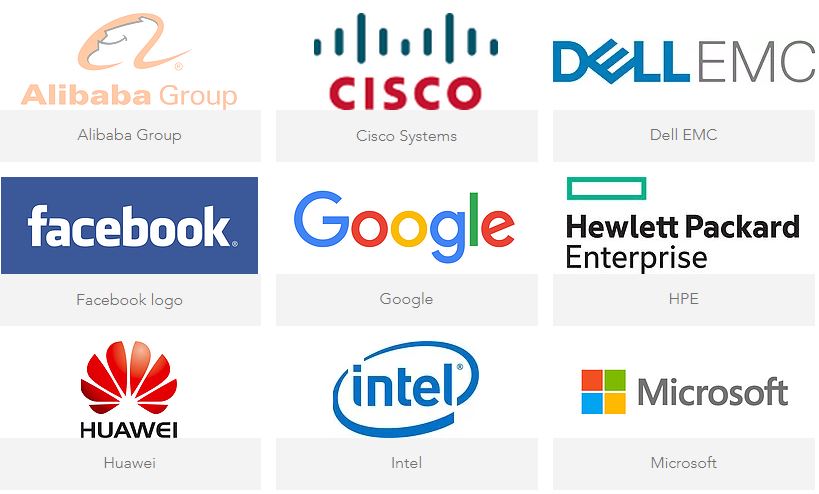 Alibaba Group
®
Alibaba Group
CISCO
Cisco Systems
DELL EMC
Dell EMC
facebook®
Facebook logo
Google
Google
Hewlett Packard
Enterprise
HPE
HUAWEI
Huawei
intel®
Intel
Microsoft
Microsoft